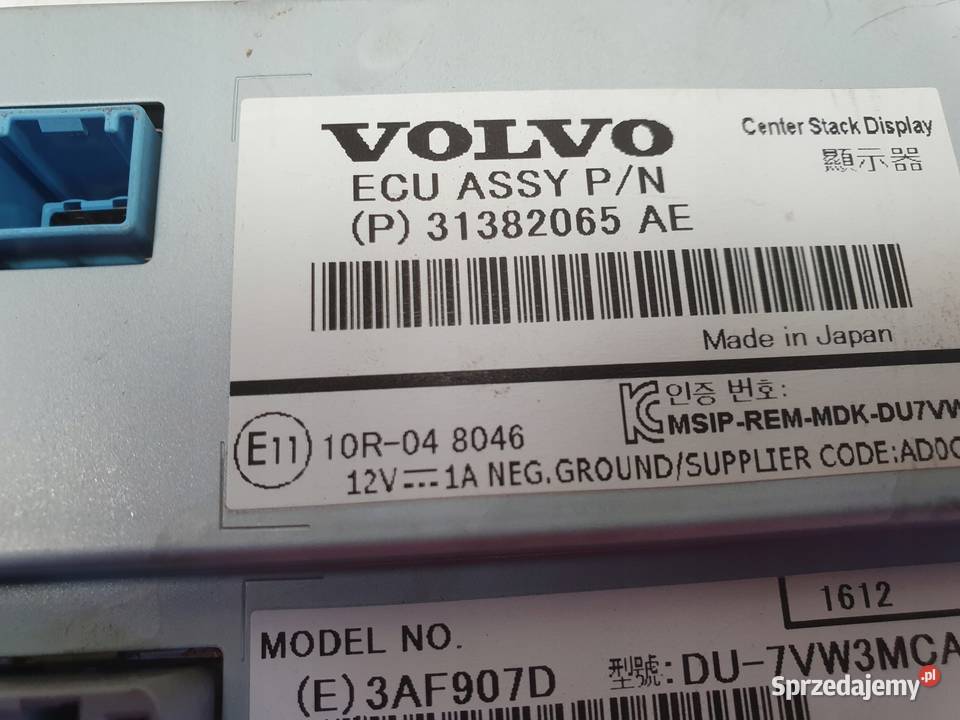 VOLVO
Center Stack Display
顯示器
ECU ASSY P/N
(P) 31382065 AE
Made in Japan
인증 번호:
MSIP-REM-MDK-DU7VW
E11 10R-04 8046
12V⎓1A NEG.GROUND/SUPPLIER CODE:AD0C
1612
MODEL NO.
(E)3AF907D
型號:DU-7VW3MCA
Sprzedajemy.pl